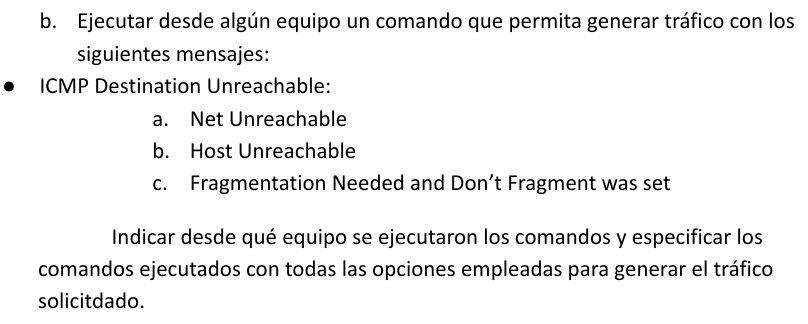 b. Ejecutar desde algún equipo un comando que permita generar tráfico con los
siguientes mensajes:
● ICMP Destination Unreachable:
a. Net Unreachable
b. Host Unreachable
c. Fragmentation Needed and Don’t Fragment was set
Indicar desde qué equipo se ejecutaron los comandos y especificar los
comandos ejecutados con todas las opciones empleadas para generar el tráfico
solicitdado.